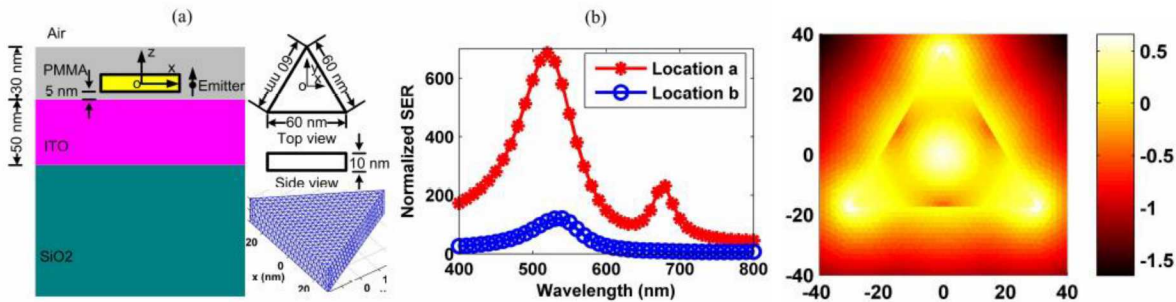 (a)
Air
z
PMMA
x
o
Emitter
5 nm
30 nm
50 nm
ITO
SiO2
60 nm
60 nm
x
o
60 nm
Top view
10 nm
Side view
20
0
x (nm)
20
0
(b)
Normalized SER
600
400
200
0
400 500 600 700 800
Wavelength (nm)
Location a
Location b
40
20
0
-20
-40
-40 -20 0 20 40
0.5
0
-0.5
-1
-1.5